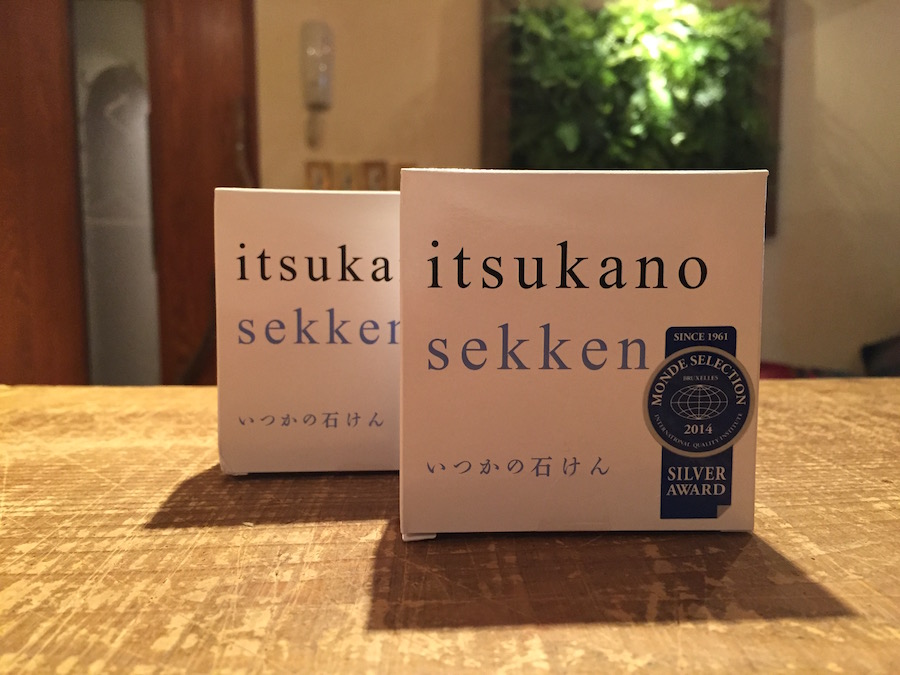 itsuka
sekken
いつかの石けん
itsukano
sekken
いつかの石けん
SINCE 1961
MONDE SELECTION
BRUXELLES
2014
INTERNATIONAL QUALITY INSTITUTE
SILVER
AWARD